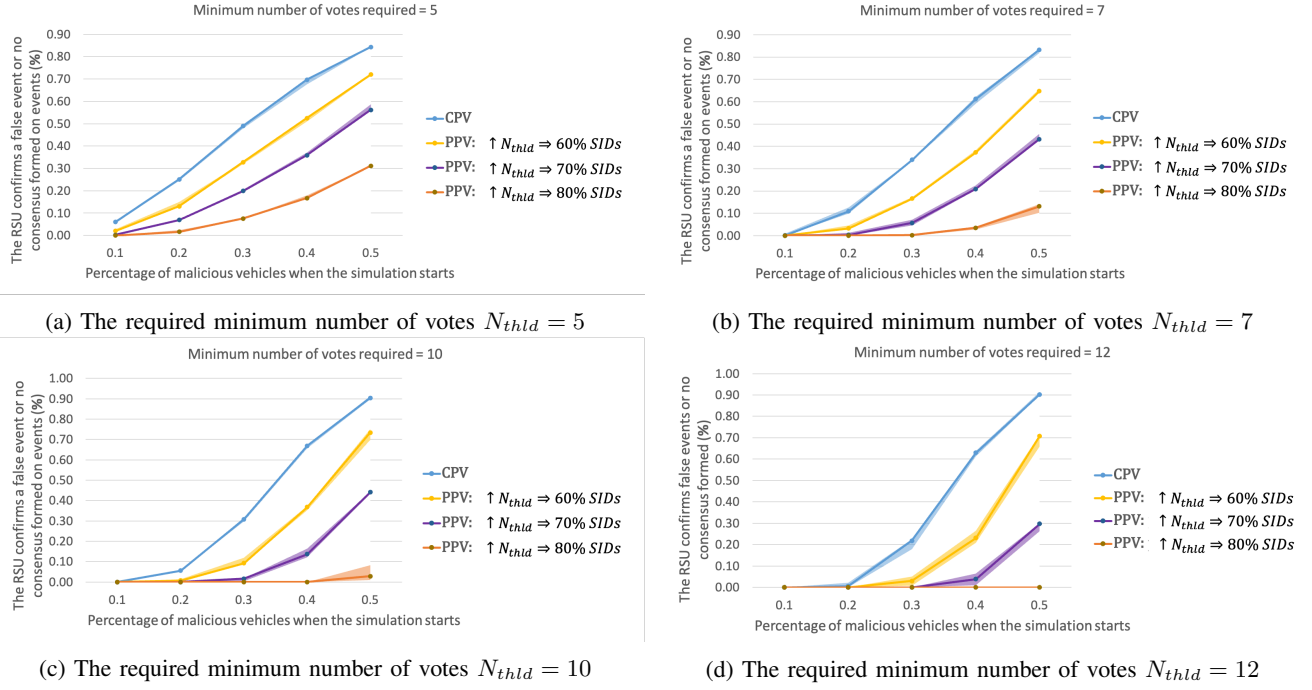 Minimum number of votes required = 5
The RSU confirms a false event or no
consensus formed on events (%)
0.90
0.80
0.70
0.60
0.50
0.40
0.30
0.20
0.10
0.00
0.1 0.2 0.3 0.4 0.5
Percentage of malicious vehicles when the simulation starts
CPV
PPV: ↑ N_thld ⇒ 60% SIDs
PPV: ↑ N_thld ⇒ 70% SIDs
PPV: ↑ N_thld ⇒ 80% SIDs
(a) The required minimum number of votes N_thld = 5
Minimum number of votes required = 7
The RSU confirms a false event or no
consensus formed on events (%)
0.90
0.80
0.70
0.60
0.50
0.40
0.30
0.20
0.10
0.00
0.1 0.2 0.3 0.4 0.5
Percentage of malicious vehicles when the simulation starts
CPV
PPV: ↑ N_thld ⇒ 60% SIDs
PPV: ↑ N_thld ⇒ 70% SIDs
PPV: ↑ N_thld ⇒ 80% SIDs
(b) The required minimum number of votes N_thld = 7
Minimum number of votes required = 10
The RSU confirms a false event or no
consensus formed on events (%)
1.00
0.90
0.80
0.70
0.60
0.50
0.40
0.30
0.20
0.10
0.00
0.1 0.2 0.3 0.4 0.5
Percentage of malicious vehicles when the simulation starts
CPV
PPV: ↑ N_thld ⇒ 60% SIDs
PPV: ↑ N_thld ⇒ 70% SIDs
PPV: ↑ N_thld ⇒ 80% SIDs
(c) The required minimum number of votes N_thld = 10
Minimum number of votes required = 12
The RSU confirms false events or no
consensus formed (%)
1.00
0.90
0.80
0.70
0.60
0.50
0.40
0.30
0.20
0.10
0.00
0.1 0.2 0.3 0.4 0.5
Percentage of malicious vehicles when the simulation starts
CPV
PPV: ↑ N_thld ⇒ 60% SIDs
PPV: ↑ N_thld ⇒ 70% SIDs
PPV: ↑ N_thld ⇒ 80% SIDs
(d) The required minimum number of votes N_thld = 12